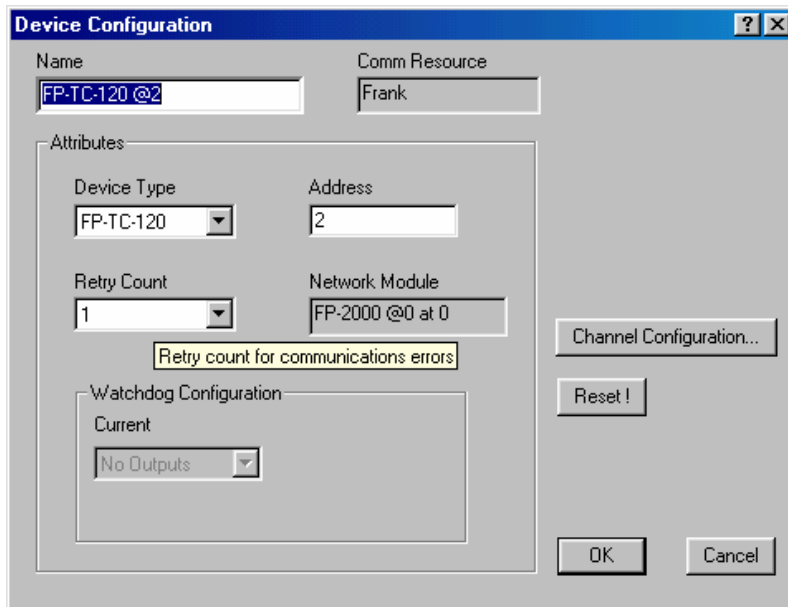 Device Configuration
Name
Comm Resource
FP-TC-120 @2
Frank
Attributes
Device Type
Address
FP-TC-120
2
Retry Count
Network Module
1
FP-2000 @0 at 0
Channel Configuration...
Retry count for communications errors
Watchdog Configuration
Reset !
Current
No Outputs
OK
Cancel